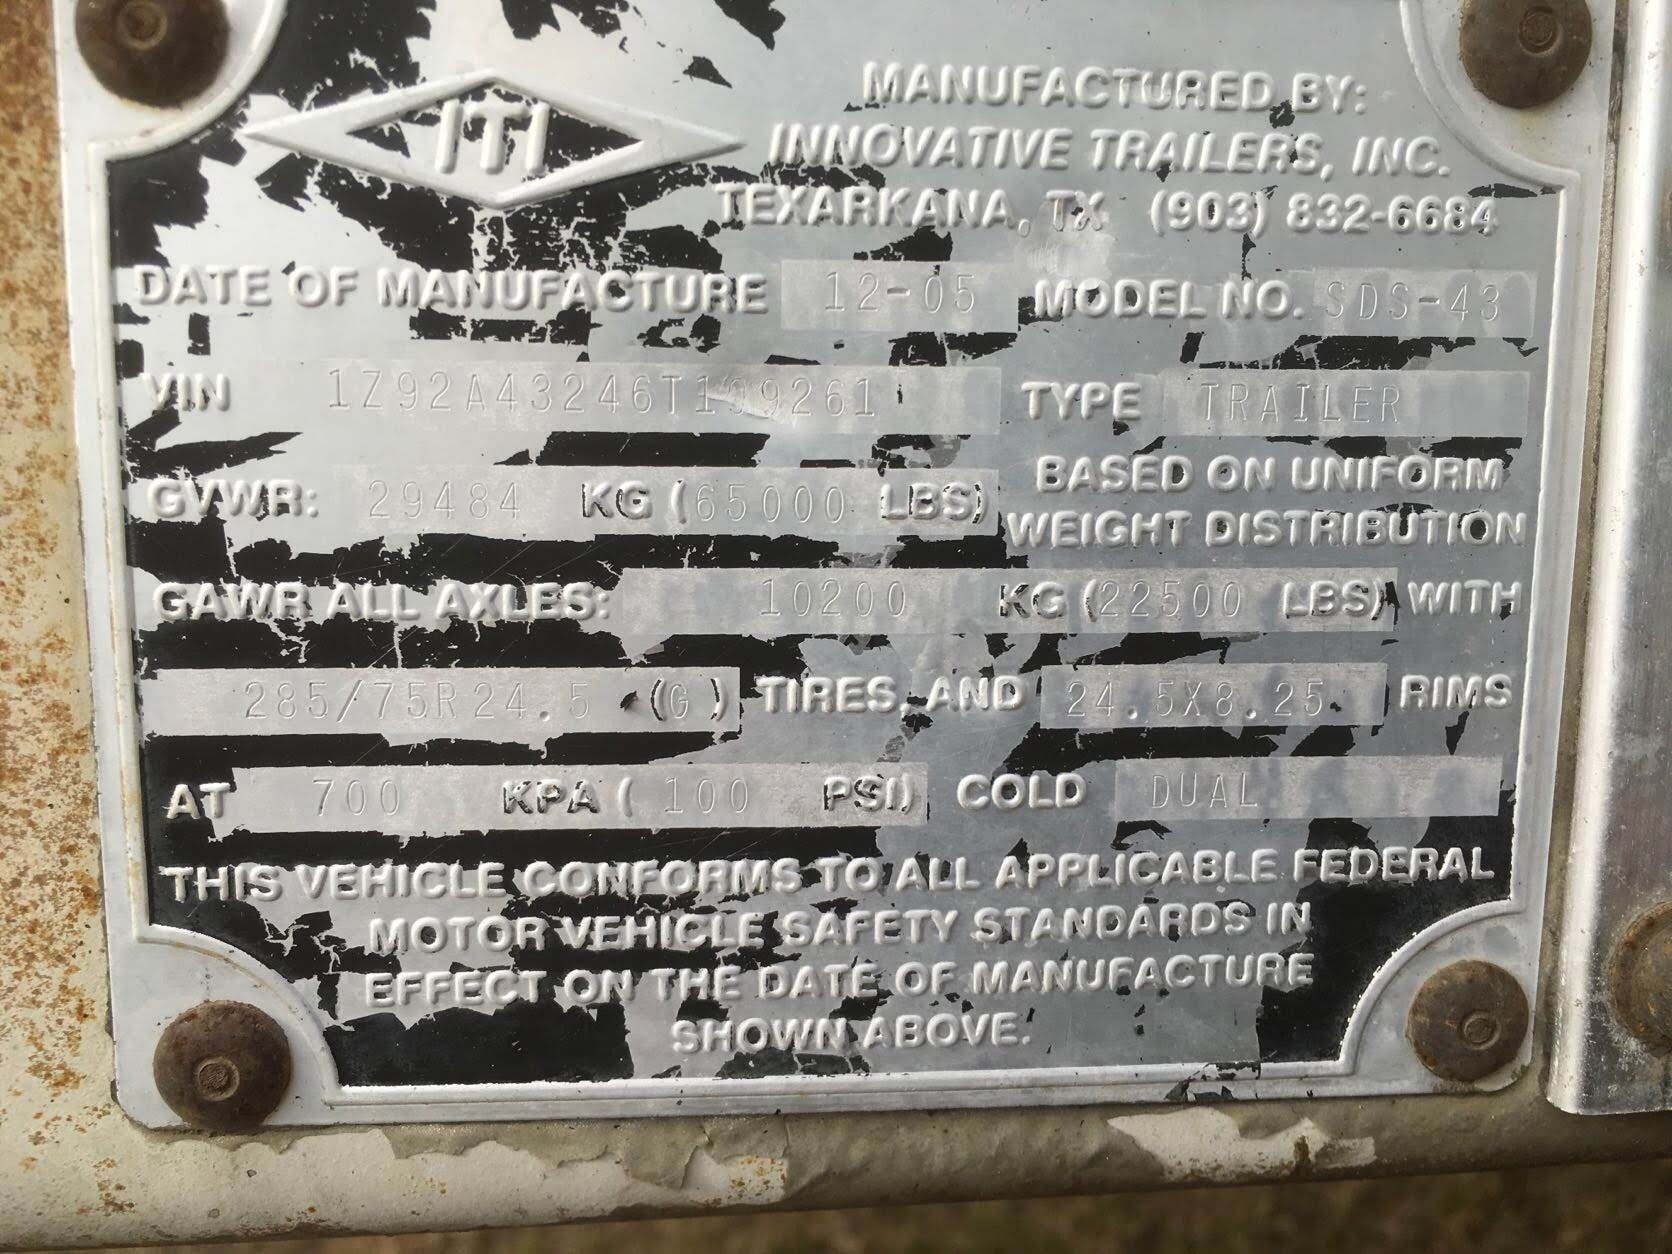 ITI
MANUFACTURED BY:
INNOVATIVE TRAILERS, INC.
TEXARKANA, TX (903) 832-6684
DATE OF MANUFACTURE 12-05 MODEL NO. SDS-43
VIN 1Z92A43246T199261 TYPE TRAILER
GVWR: 29484 KG (65000 LBS) BASED ON UNIFORM
WEIGHT DISTRIBUTION
GAWR ALL AXLES: 10200 KG (22500 LBS) WITH
285/75R24.5 (G) TIRES, AND 24.5X8.25 RIMS
AT 700 KPA (100 PSI) COLD DUAL
THIS VEHICLE CONFORMS TO ALL APPLICABLE FEDERAL
MOTOR VEHICLE SAFETY STANDARDS IN
EFFECT ON THE DATE OF MANUFACTURE
SHOWN ABOVE.